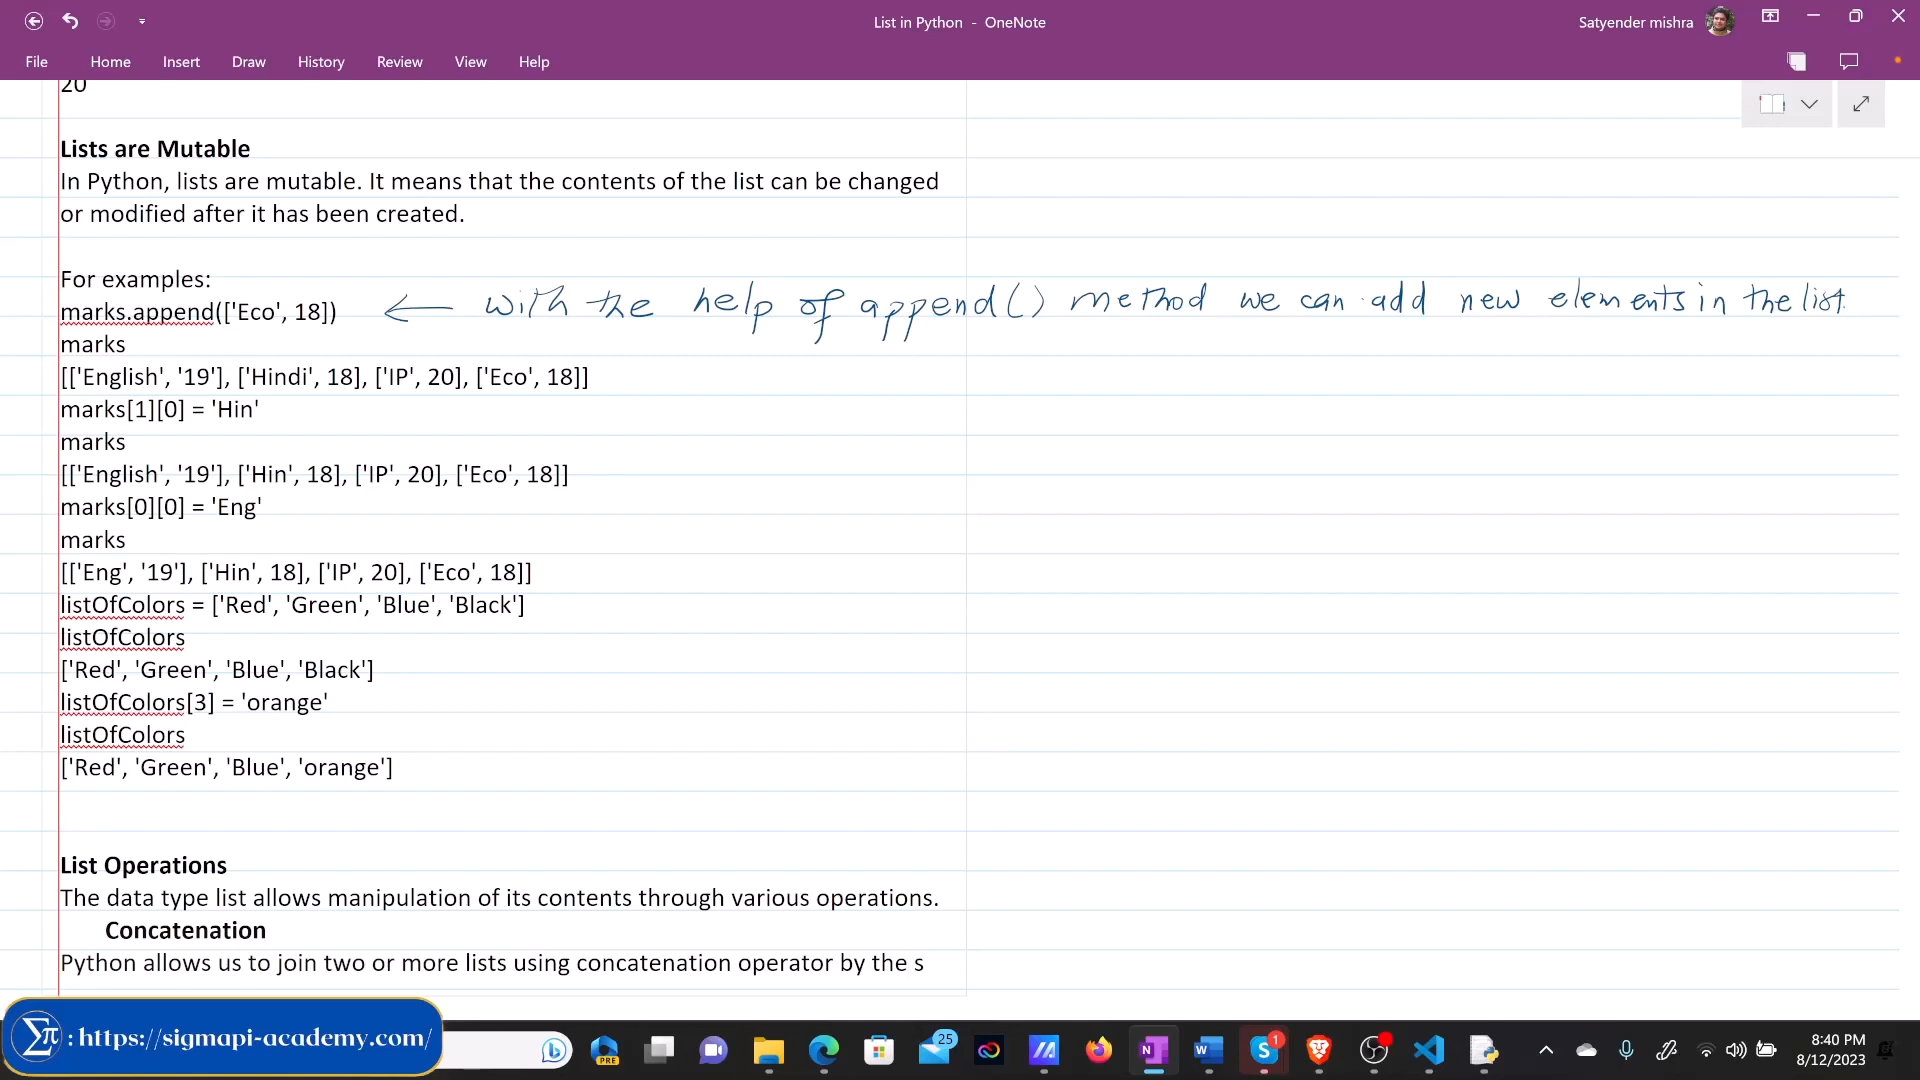 List in Python - OneNote
Satyender mishra
File Home Insert Draw History Review View Help
20
Lists are Mutable
In Python, lists are mutable. It means that the contents of the list can be changed
or modified after it has been created.
For examples:
marks.append(['Eco', 18]) ← with the help of append() method we can add new elements in the list.
marks
[['English', '19'], ['Hindi', 18], ['IP', 20], ['Eco', 18]]
marks[1][0] = 'Hin'
marks
[['English', '19'], ['Hin', 18], ['IP', 20], ['Eco', 18]]
marks[0][0] = 'Eng'
marks
[['Eng', '19'], ['Hin', 18], ['IP', 20], ['Eco', 18]]
listOfColors = ['Red', 'Green', 'Blue', 'Black']
listOfColors
['Red', 'Green', 'Blue', 'Black']
listOfColors[3] = 'orange'
listOfColors
['Red', 'Green', 'Blue', 'orange']
List Operations
The data type list allows manipulation of its contents through various operations.
Concatenation
Python allows us to join two or more lists using concatenation operator by the s
Σπ : https://sigmapi-academy.com/
PRE
25
N
W
S
1
8:40 PM
8/12/2023